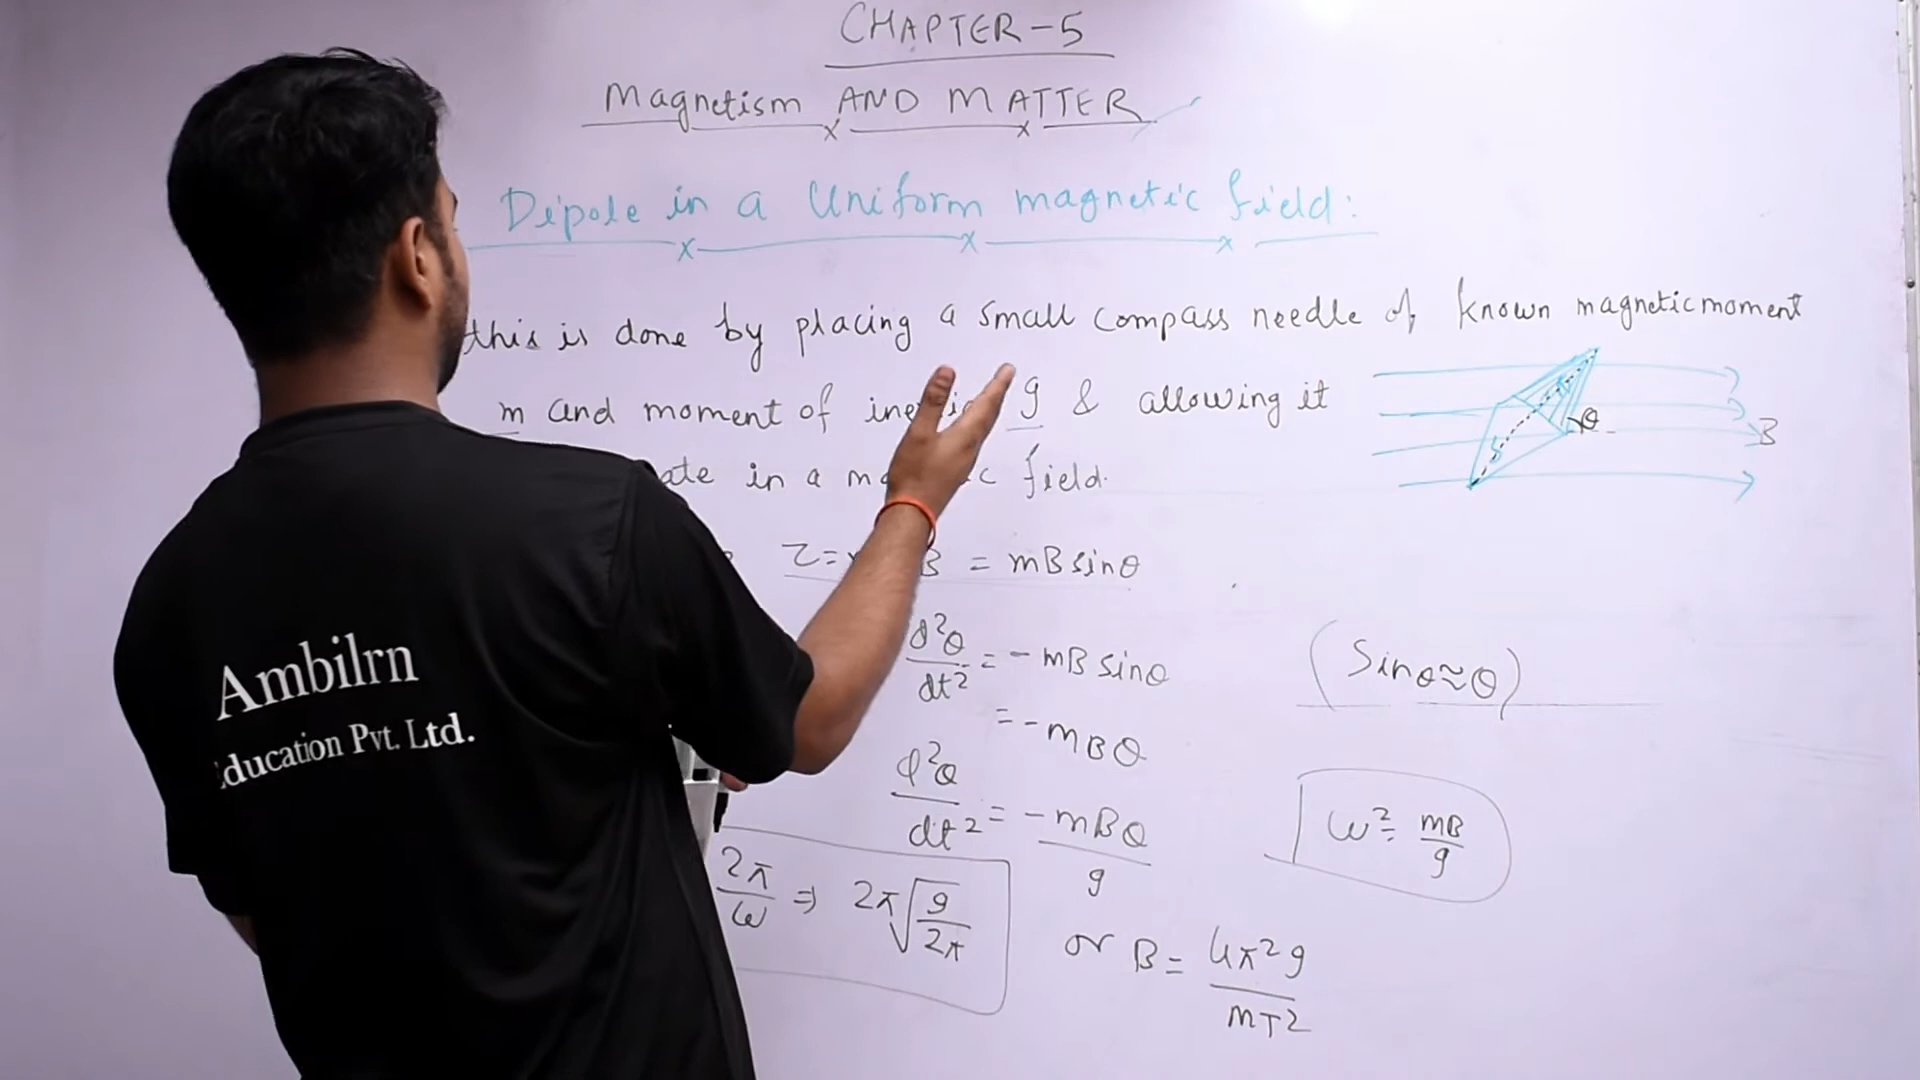 CHAPTER-5
Magnetism AND MATTER
Dipole in a Uniform magnetic field:
this is done by placing a small compass needle of known magnetic moment
m and moment of g & allowing it
in a field.
B
θ
S
τ= B = mB sinθ
d²θ/dt² = - mB sinθ
(Sinθ≈θ)
= - mBθ
d²θ/dt² = -mBθ/g
ω² = mB/g
2π/ω ⇒ 2π√g/2π
or B = 4π²g/mT²
Ambilrn
Education Pvt. Ltd.